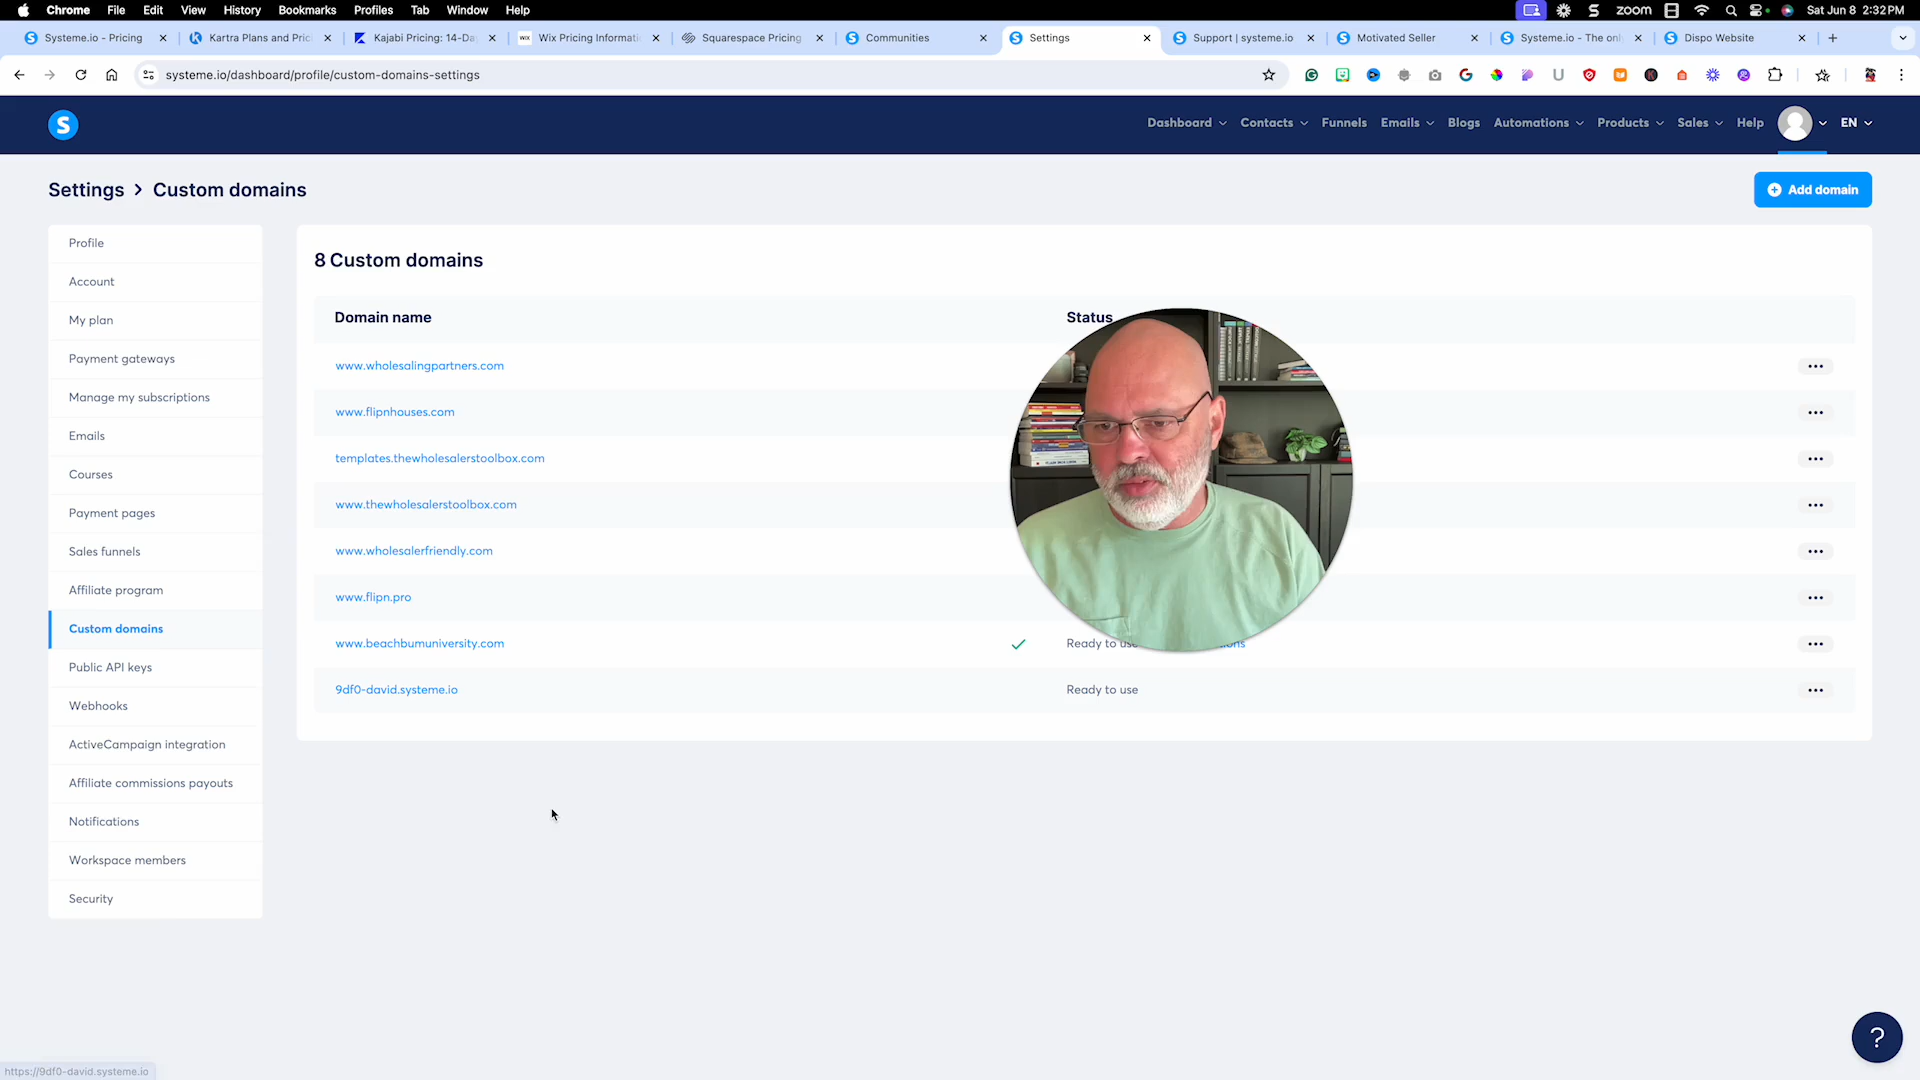 Chrome File Edit View History Bookmarks Profiles Tab Window Help
zoom Sat Jun 8 2:32 PM
Systeme.io - Pricing
Kartra Plans and Pric
Kajabi Pricing: 14-Da
WIX Wix Pricing Informati
Squarespace Pricing
Communities
Settings
Support | systeme.io
Motivated Seller
Systeme.io - The onl
Dispo Website
systeme.io/dashboard/profile/custom-domains-settings
S Dashboard Contacts Funnels Emails Blogs Automations Products Sales Help EN
Settings > Custom domains
Add domain
Profile
Account
My plan
Payment gateways
Manage my subscriptions
Emails
Courses
Payment pages
Sales funnels
Affiliate program
Custom domains
Public API keys
Webhooks
ActiveCampaign integration
Affiliate commissions payouts
Notifications
Workspace members
Security
8 Custom domains
Domain name Status
www.wholesalingpartners.com
www.flipnhouses.com
templates.thewholesalerstoolbox.com
www.thewholesalerstoolbox.com
www.wholesalerfriendly.com
www.flipn.pro
www.beachbumuniversity.com Ready to us
9df0-david.systeme.io Ready to use
?
https://9df0-david.systeme.io